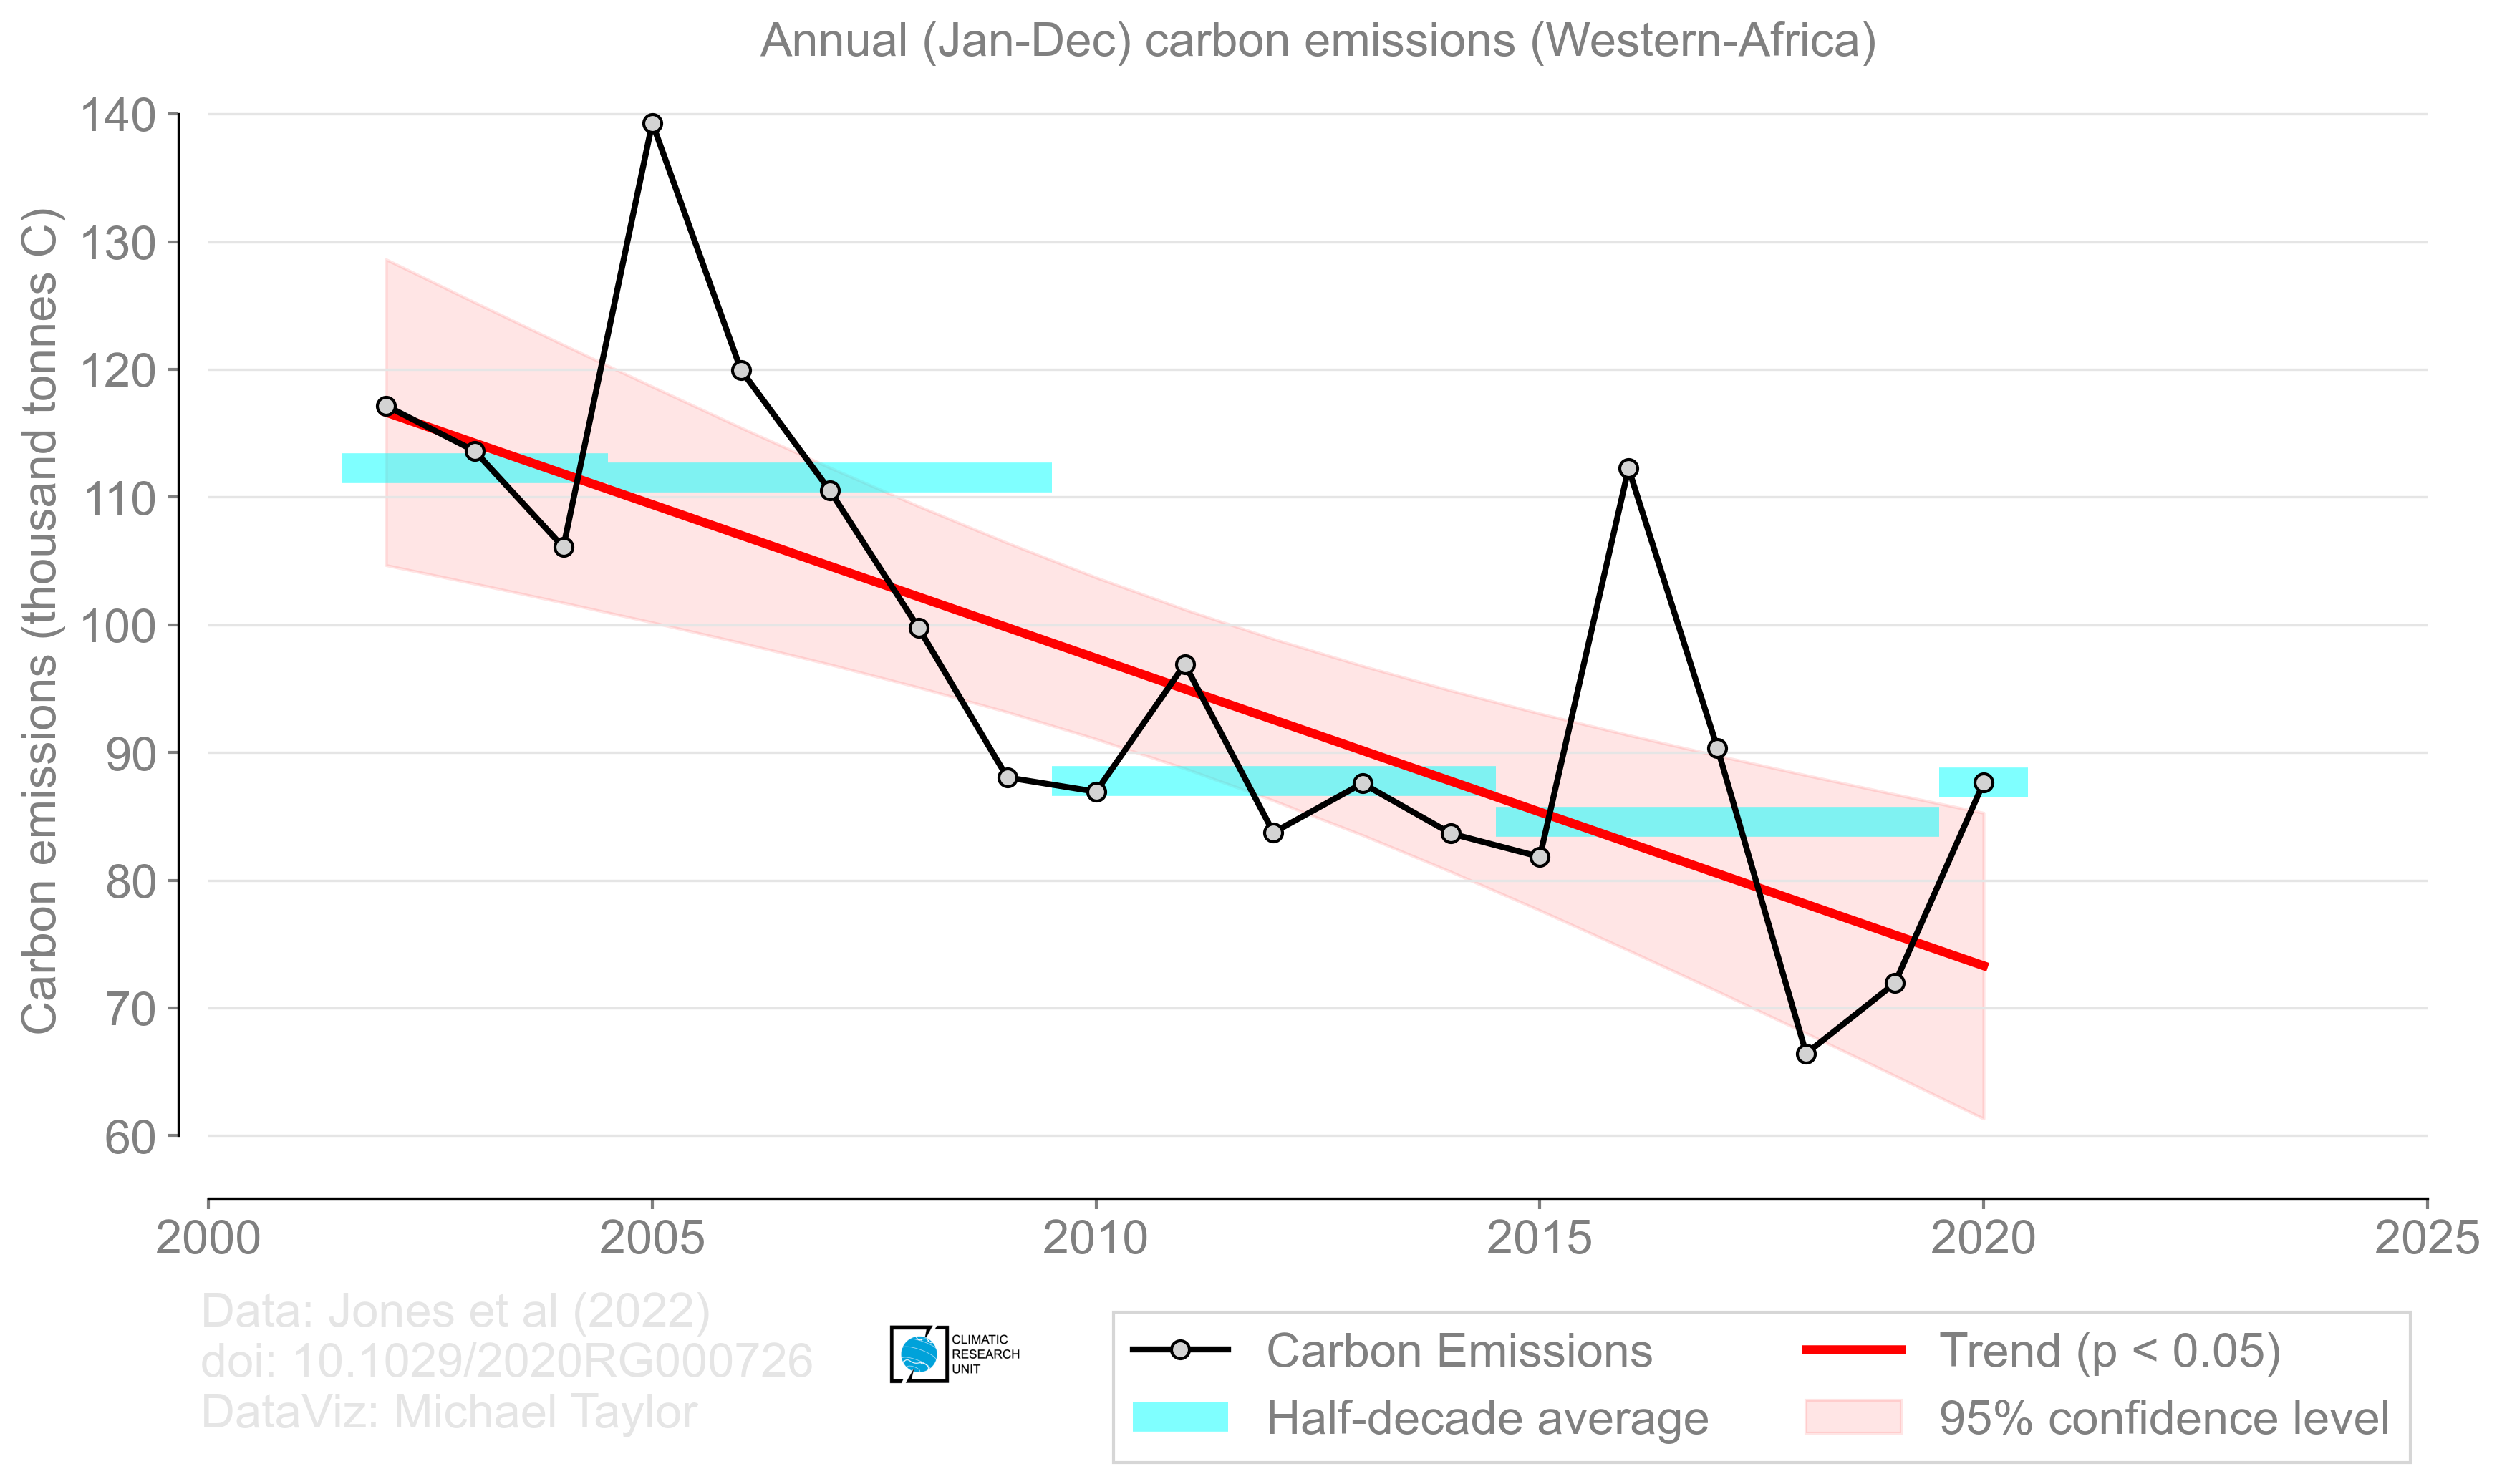 Annual (Jan-Dec) carbon emissions (Western-Africa)
Carbon emissions (thousand tonnes C)
140
130
120
110
100
90
80
70
60
2000 2005 2010 2015 2020 2025
Data: Jones et al (2022)
doi: 10.1029/2020RG000726
DataViz: Michael Taylor
CLIMATIC
RESEARCH
UNIT
Carbon Emissions
Half-decade average
Trend (p < 0.05)
95% confidence level